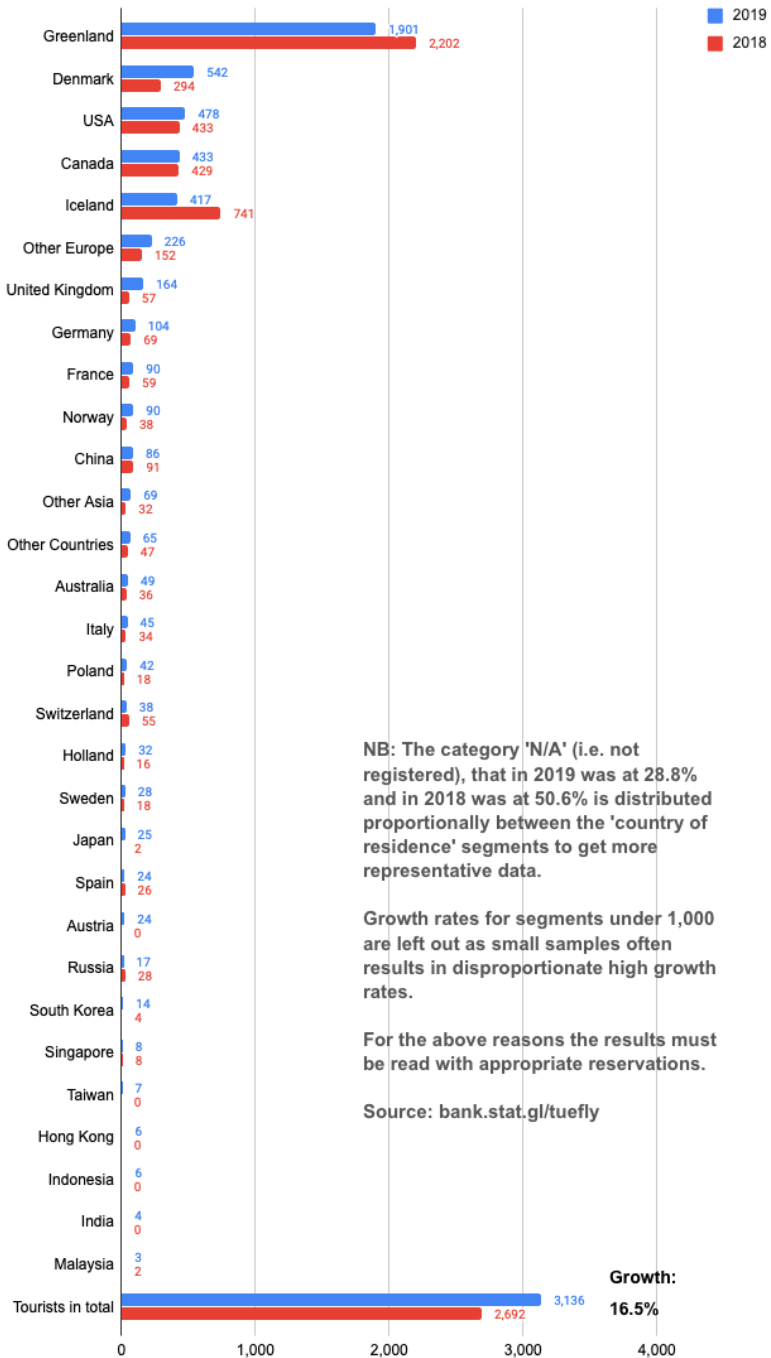 2019
2018
Greenland 1,901
2,202
Denmark 542
294
USA 478
433
Canada 433
429
Iceland 417
741
Other Europe 226
152
United Kingdom 164
57
Germany 104
69
France 90
59
Norway 90
38
China 86
91
Other Asia 69
32
Other Countries 65
47
Australia 49
36
Italy 45
34
Poland 42
18
Switzerland 38
55
Holland 32
16
Sweden 28
18
Japan 25
2
Spain 24
26
Austria 24
0
Russia 17
28
South Korea 14
4
Singapore 8
8
Taiwan 7
0
Hong Kong 6
0
Indonesia 6
0
India 4
0
Malaysia 3
2
Tourists in total 3,136
2,692
NB: The category 'N/A' (i.e. not
registered), that in 2019 was at 28.8%
and in 2018 was at 50.6% is distributed
proportionally between the 'country of
residence' segments to get more
representative data.
Growth rates for segments under 1,000
are left out as small samples often
results in disproportionate high growth
rates.
For the above reasons the results must
be read with appropriate reservations.
Source: bank.stat.gl/tuefly
Growth:
16.5%
0 1,000 2,000 3,000 4,000